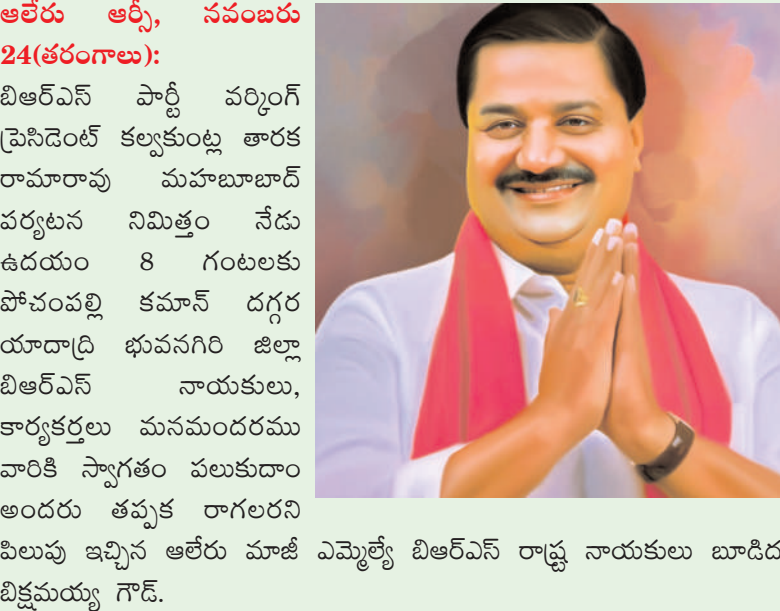 ఆలేరు ఆర్సీ, నవంబరు
24(తరంగాలు):
బిఆర్ఎస్ పార్టీ వర్కింగ్
ప్రెసిడెంట్ కల్వకుంట్ల తారక
రామారావు మహబూబాద్
పర్యటన నిమిత్తం నేడు
ఉదయం 8 గంటలకు
పోచంపల్లి కమాన్ దగ్గర
యాదాద్రి భువనగిరి జిల్లా
బిఆర్ఎస్ నాయకులు,
కార్యకర్తలు మనమందరము
వారికి స్వాగతం పలుకుదాం
అందరు తప్పక రాగలరని
పిలుపు ఇచ్చిన ఆలేరు మాజీ ఎమ్మెల్యే బిఆర్ఎస్ రాష్ట్ర నాయకులు బూడిద
బిక్షమయ్య గౌడ్.